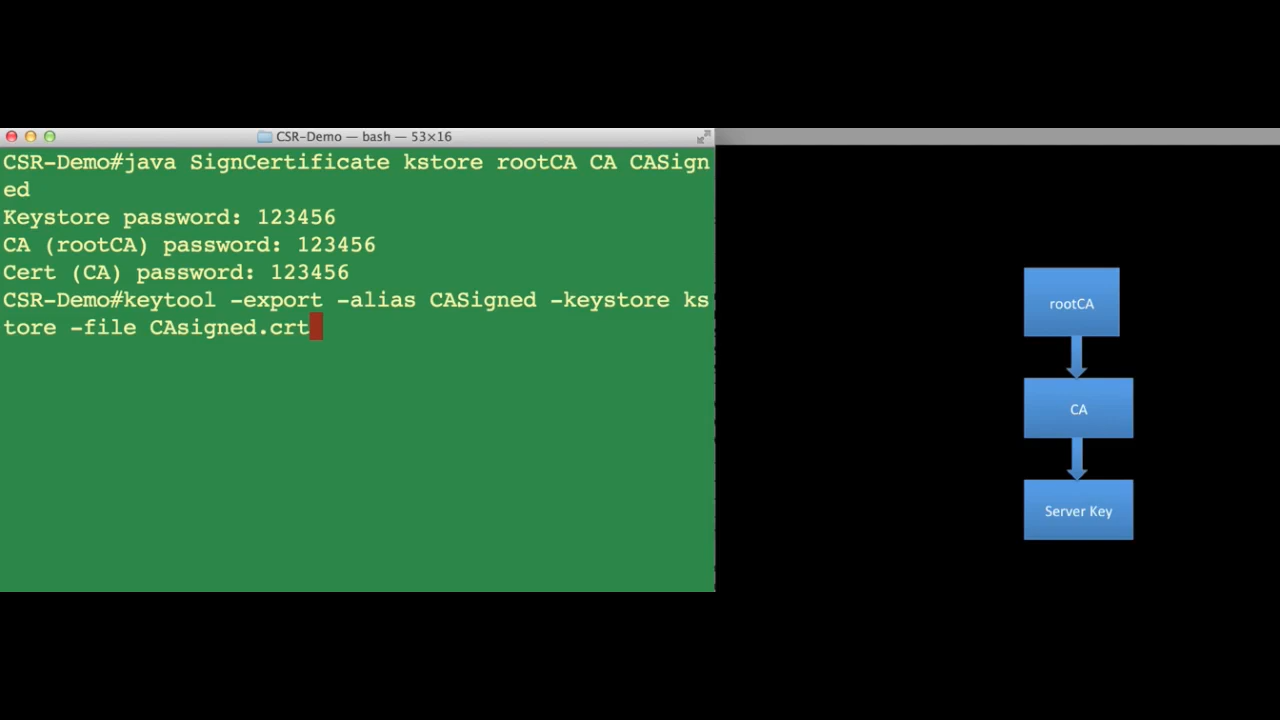 CSR-Demo — bash — 53×16
CSR-Demo#java SignCertificate kstore rootCA CA CASign
ed
Keystore password: 123456
CA (rootCA) password: 123456
Cert (CA) password: 123456
CSR-Demo#keytool -export -alias CASigned -keystore ks
tore -file CAsigned.crt
rootCA
CA
Server Key